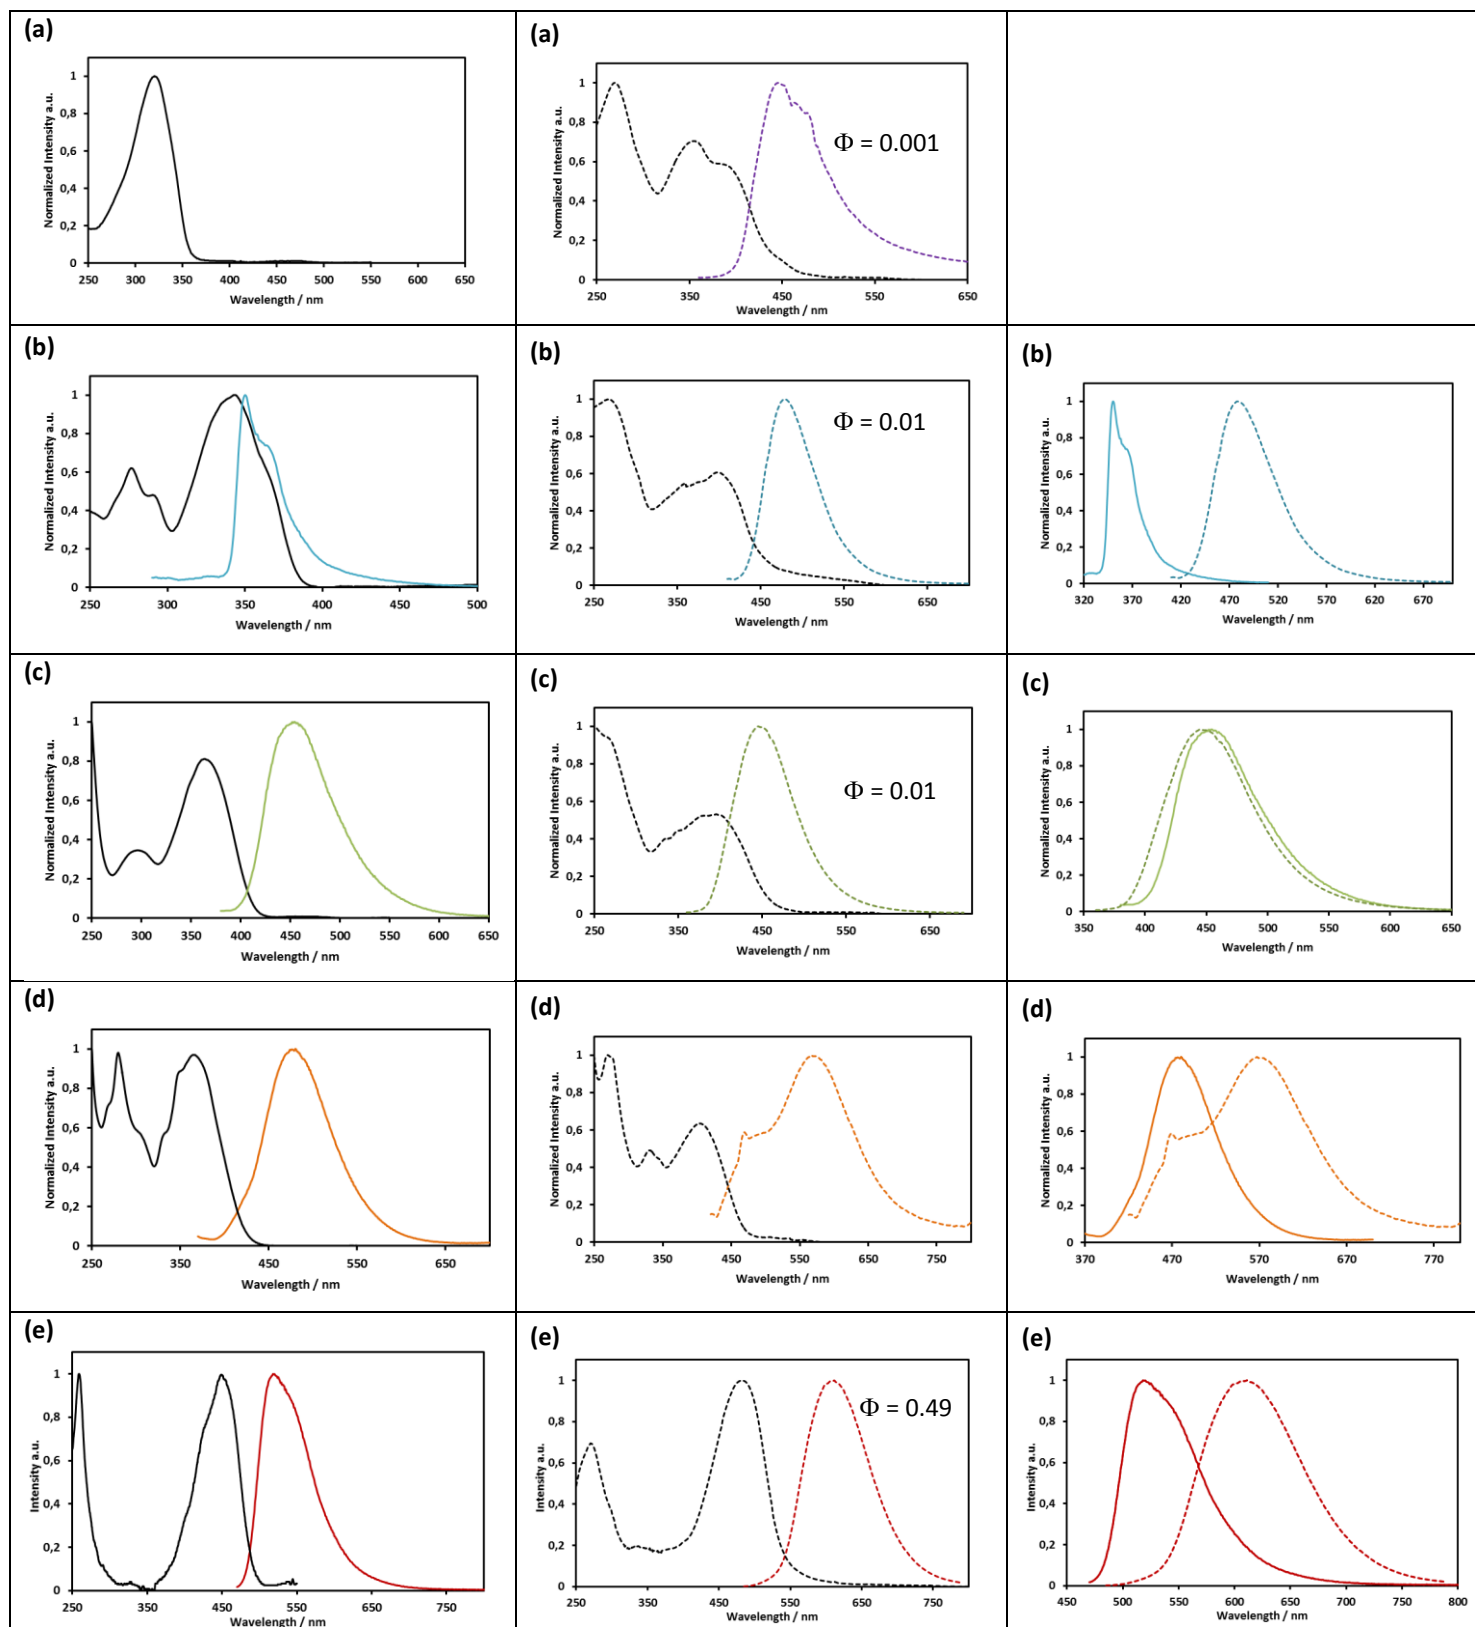 (a)
Normalized Intensity a.u.
1
0,8
0,6
0,4
0,2
0
250 300 350 400 450 500 550 600 650
Wavelength / nm
(a)
Normalized Intensity a.u.
1
0,8
0,6
0,4
0,2
0
Φ = 0.001
250 350 450 550 650
Wavelength / nm
(b)
Normalized Intensity a.u.
1
0,8
0,6
0,4
0,2
0
250 300 350 400 450 500
Wavelength / nm
(b)
Normalized Intensity a.u.
1
0,8
0,6
0,4
0,2
0
Φ = 0.01
250 350 450 550 650
Wavelength / nm
(b)
Normalized Intensity a.u.
1
0,8
0,6
0,4
0,2
0
320 370 420 470 520 570 620 670
Wavelength / nm
(c)
Normalized Intensity a.u.
1
0,8
0,6
0,4
0,2
0
250 300 350 400 450 500 550 600 650
Wavelength / nm
(c)
Normalized Intensity a.u.
1
0,8
0,6
0,4
0,2
0
Φ = 0.01
250 350 450 550 650
Wavelength / nm
(c)
Normalized Intensity a.u.
1
0,8
0,6
0,4
0,2
0
350 400 450 500 550 600 650
Wavelength / nm
(d)
Normalized Intensity a.u.
1
0,8
0,6
0,4
0,2
0
250 350 450 550 650
Wavelength / nm
(d)
Normalized Intensity a.u.
1
0,8
0,6
0,4
0,2
0
250 350 450 550 650 750
Wavelength / nm
(d)
Normalized Intensity a.u.
1
0,8
0,6
0,4
0,2
0
370 470 570 670 770
Wavelength / nm
(e)
Intensity a.u.
1
0,8
0,6
0,4
0,2
0
250 350 450 550 650 750
Wavelength / nm
(e)
Intensity a.u.
1
0,8
0,6
0,4
0,2
0
Φ = 0.49
250 350 450 550 650 750
Wavelength / nm
(e)
Intensity a.u.
1
0,8
0,6
0,4
0,2
0
450 500 550 600 650 700 750 800
Wavelength / nm